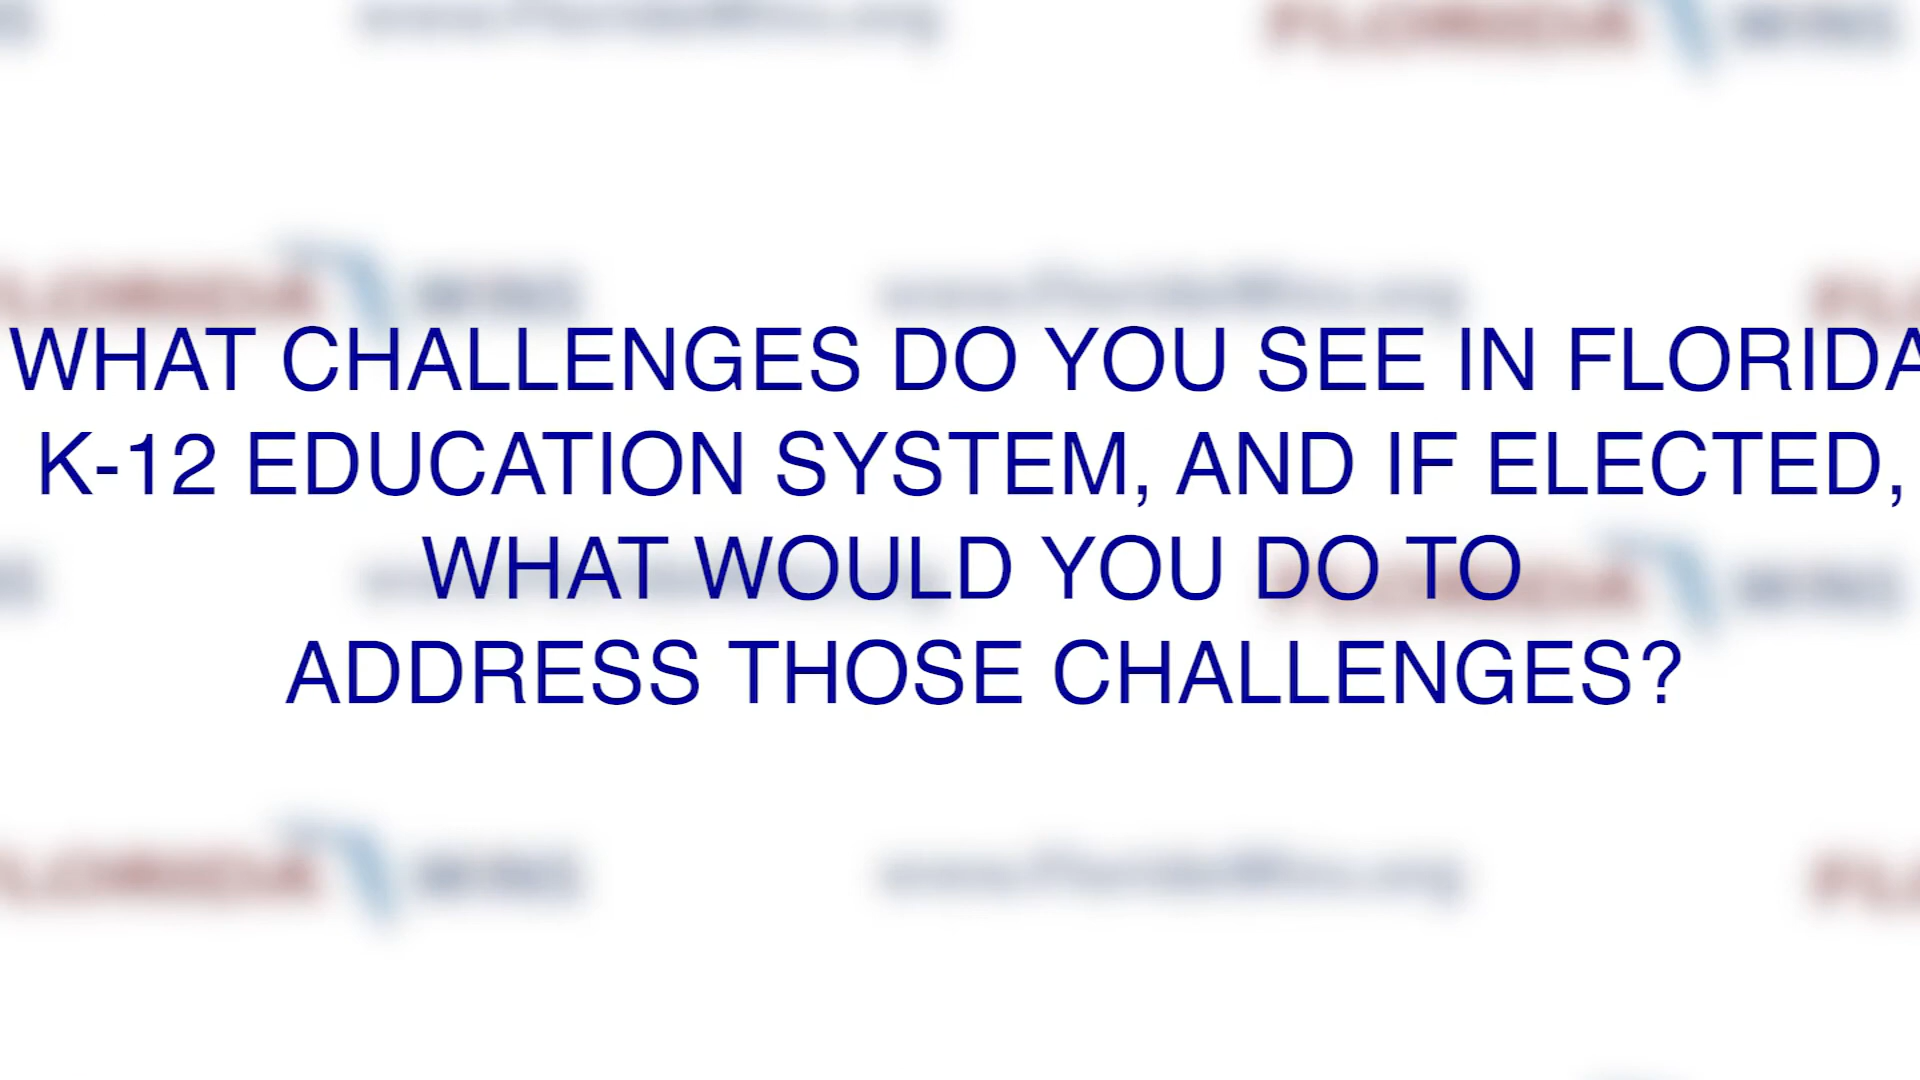 WHAT CHALLENGES DO YOU SEE IN FLORIDA
K-12 EDUCATION SYSTEM, AND IF ELECTED,
WHAT WOULD YOU DO TO
ADDRESS THOSE CHALLENGES?